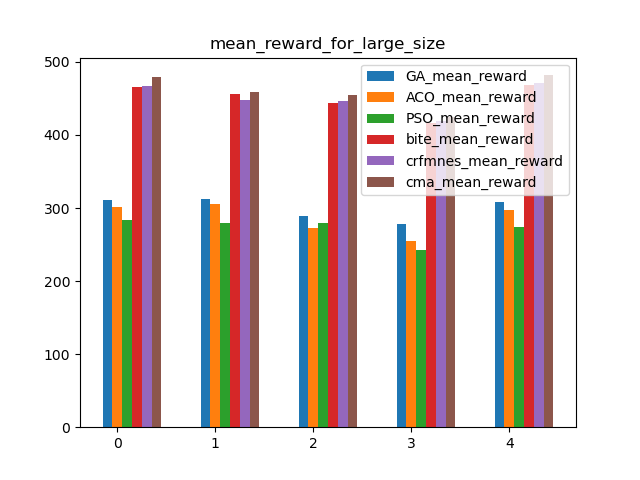 mean_reward_for_large_size
500
400
300
200
100
0
GA_mean_reward
ACO_mean_reward
PSO_mean_reward
bite_mean_reward
crfmnes_mean_reward
cma_mean_reward
0 1 2 3 4